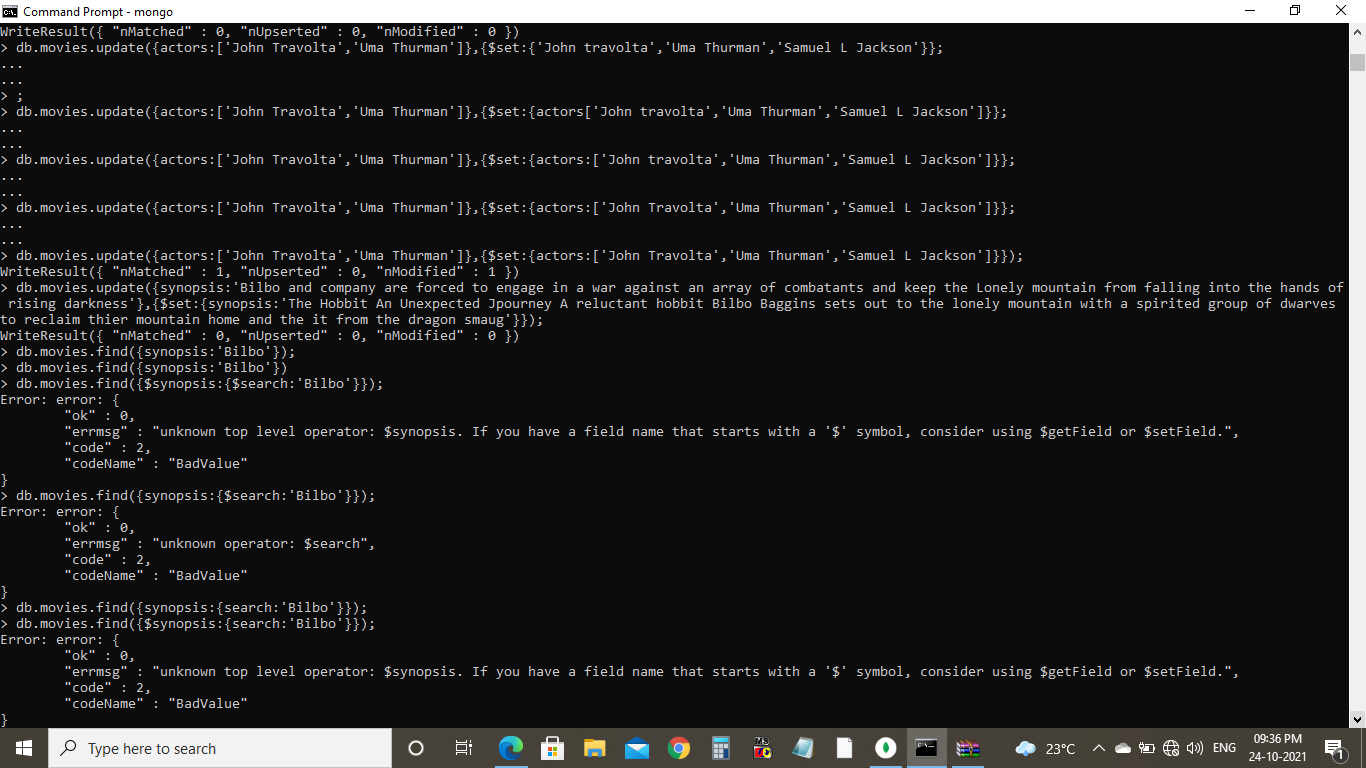 Command Prompt - mongo
WriteResult({ "nMatched" : 0, "nUpserted" : 0, "nModified" : 0 })
> db.movies.update({actors:['John Travolta','Uma Thurman']},{$set:{'John travolta','Uma Thurman','Samuel L Jackson'}};
...
...
> ;
> db.movies.update({actors:['John Travolta','Uma Thurman']},{$set:{actors['John travolta','Uma Thurman','Samuel L Jackson']}};
...
...
> db.movies.update({actors:['John Travolta','Uma Thurman']},{$set:{actors:['John travolta','Uma Thurman','Samuel L Jackson']}};
...
...
> db.movies.update({actors:['John Travolta','Uma Thurman']},{$set:{actors:['John Travolta','Uma Thurman','Samuel L Jackson']}};
...
...
> db.movies.update({actors:['John Travolta','Uma Thurman']},{$set:{actors:['John Travolta','Uma Thurman','Samuel L Jackson']}});
WriteResult({ "nMatched" : 1, "nUpserted" : 0, "nModified" : 1 })
> db.movies.update({synopsis:'Bilbo and company are forced to engage in a war against an array of combatants and keep the Lonely mountain from falling into the hands of
 rising darkness'},{$set:{synopsis:'The Hobbit An Unexpected Jpourney A reluctant hobbit Bilbo Baggins sets out to the lonely mountain with a spirited group of dwarves
to reclaim thier mountain home and the it from the dragon smaug'}});
WriteResult({ "nMatched" : 0, "nUpserted" : 0, "nModified" : 0 })
> db.movies.find({synopsis:'Bilbo'});
> db.movies.find({synopsis:'Bilbo'})
> db.movies.find({$synopsis:{$search:'Bilbo'}});
Error: error: {
        "ok" : 0,
        "errmsg" : "unknown top level operator: $synopsis. If you have a field name that starts with a '$' symbol, consider using $getField or $setField.",
        "code" : 2,
        "codeName" : "BadValue"
}
> db.movies.find({synopsis:{$search:'Bilbo'}});
Error: error: {
        "ok" : 0,
        "errmsg" : "unknown operator: $search",
        "code" : 2,
        "codeName" : "BadValue"
}
> db.movies.find({synopsis:{search:'Bilbo'}});
> db.movies.find({$synopsis:{search:'Bilbo'}});
Error: error: {
        "ok" : 0,
        "errmsg" : "unknown top level operator: $synopsis. If you have a field name that starts with a '$' symbol, consider using $getField or $setField.",
        "code" : 2,
        "codeName" : "BadValue"
}
Type here to search
23°C
ENG
09:36 PM
24-10-2021
1